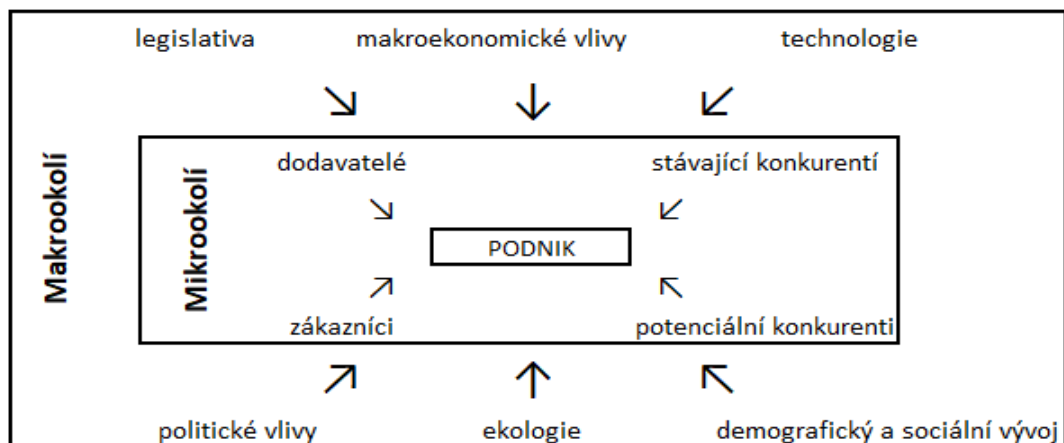 legislativa
makroekonomické vlivy
technologie
Makrookolí
Mikrookolí
dodavatelé
stávající konkurentí
PODNIK
zákazníci
potenciální konkurenti
politické vlivy
ekologie
demografický a sociální vývoj